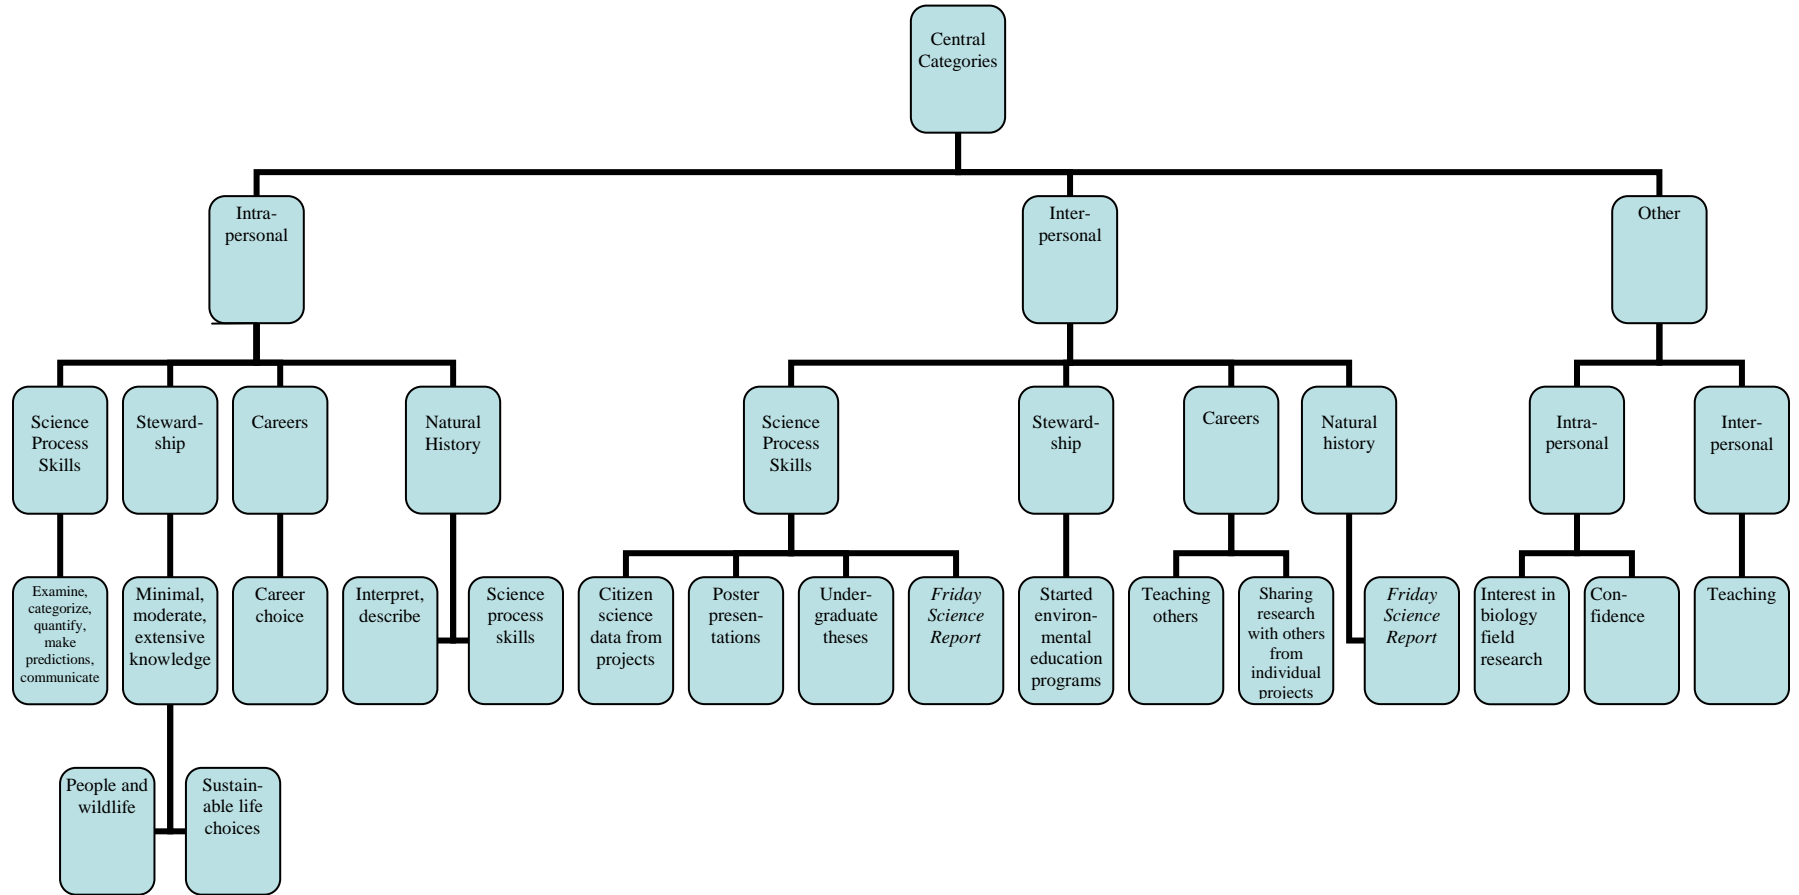 Central
Categories
Intra-
personal
Inter-
personal
Other
Science
Process
Skills
Steward-
ship
Careers
Natural
History
Science
Process
Skills
Steward-
ship
Careers
Natural
history
Intra-
personal
Inter-
personal
Examine,
categorize,
quantify,
make
predictions,
communicate
Minimal,
moderate,
extensive
knowledge
Career
choice
Interpret,
describe
Science
process
skills
Citizen
science
data from
projects
Poster
presen-
tations
Under-
graduate
theses
Friday
Science
Report
Started
environ-
mental
education
programs
Teaching
others
Sharing
research
with others
from
individual
projects
Friday
Science
Report
Interest in
biology
field
research
Con-
fidence
Teaching
People and
wildlife
Sustain-
able life
choices